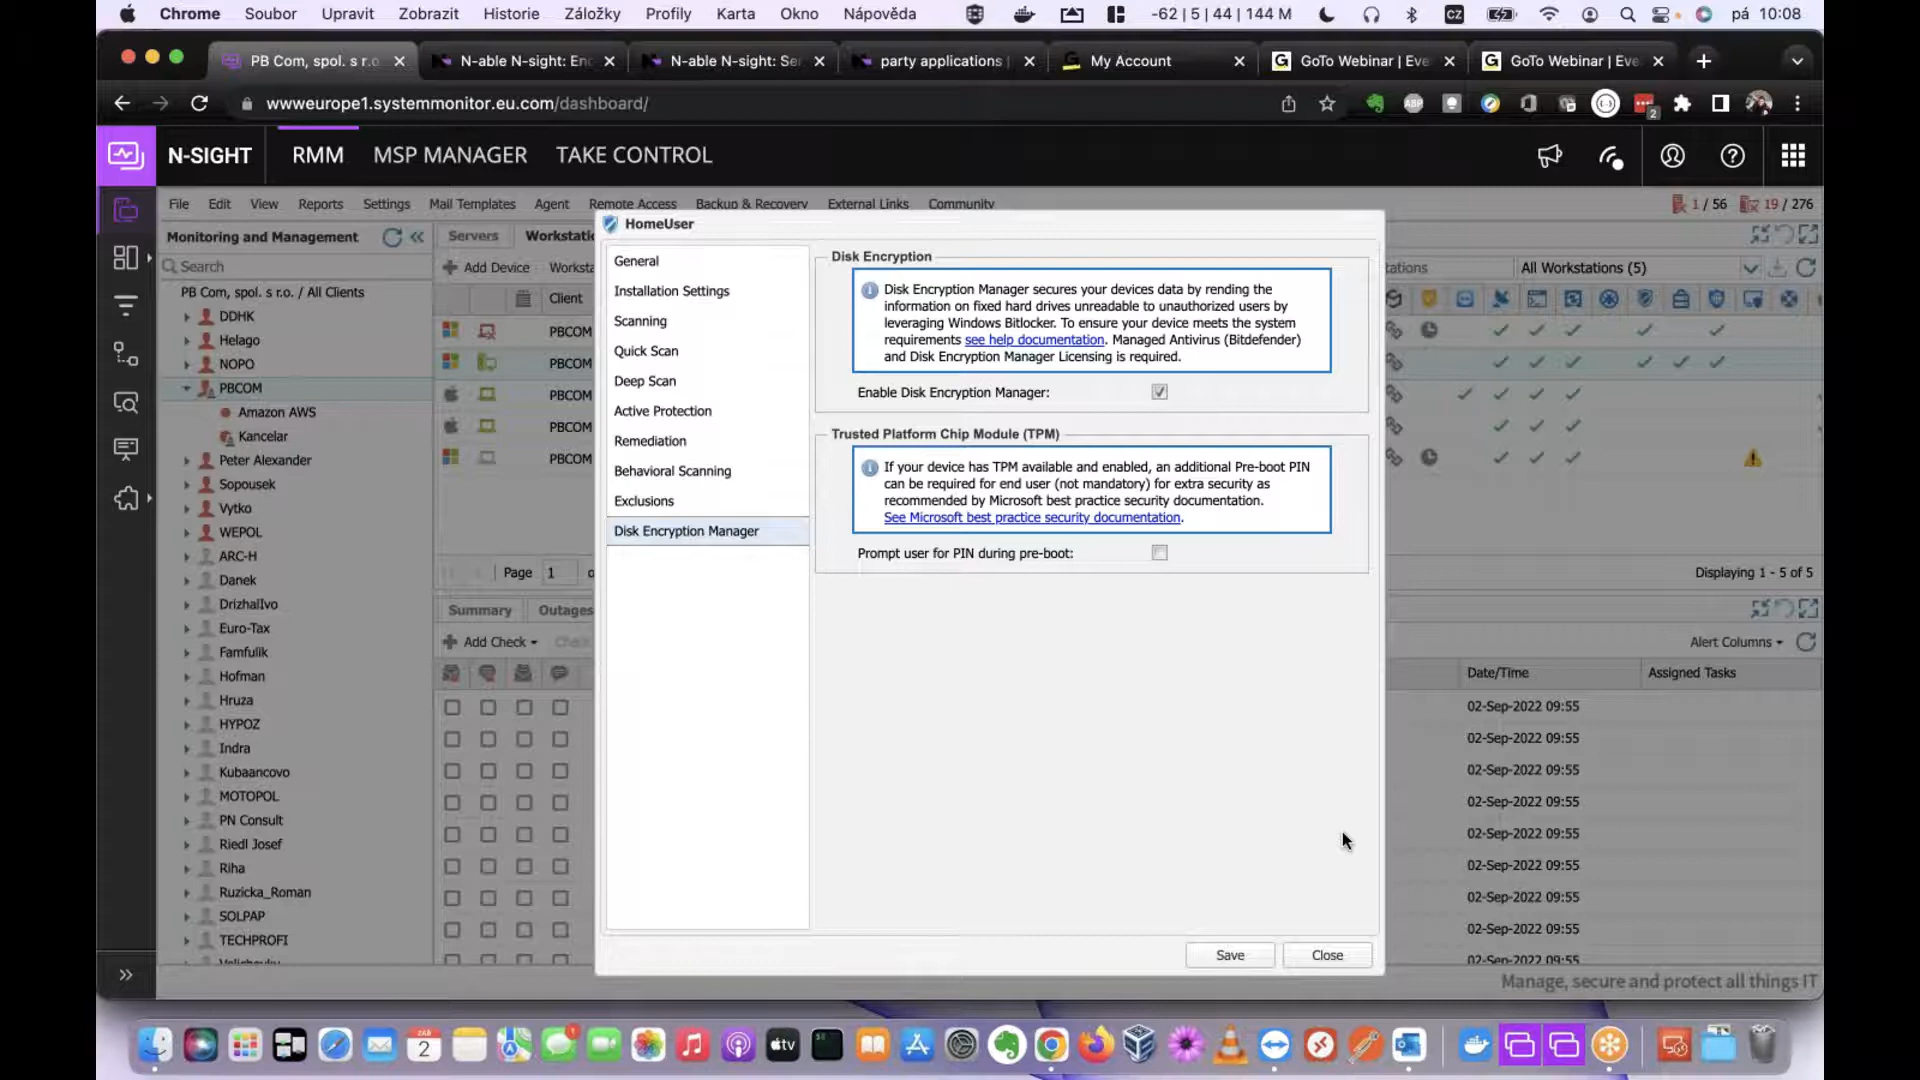 Chrome Soubor Upravit Zobrazit Historie Záložky Profily Karta Okno Nápověda -62 | 5 | 44 | 144 M CZ pá 10:08
PB Com, spol. s r.o. N-able N-sight: En N-able N-sight: Se party applications My Account GoTo Webinar | Eve GoTo Webinar | Eve
wwweurope1.systemmonitor.eu.com/dashboard/
ABP
2
N-SIGHT RMM MSP MANAGER TAKE CONTROL
File Edit View Reports Settings Mail Templates Agent Remote Access Backup & Recovery External Links Community 1 / 56 19 / 276
Monitoring and Management
Search
PB Com, spol. s r.o. / All Clients
DDHK
Helago
NOPO
PBCOM
Amazon AWS
Kancelar
Peter Alexander
Sopousek
Vytko
WEPOL
ARC-H
Danek
DrizhalIvo
Euro-Tax
Famfulik
Hofman
Hruza
HYPOZ
Indra
Kubaancovo
MOTOPOL
PN Consult
Riedl Josef
Riha
Ruzicka_Roman
SOLPAP
TECHPROFI
Servers Workstati
Add Device Worksta
Client
PBCOM
PBCOM
PBCOM
PBCOM
PBCOM
Page 1 o
Summary Outages
Add Check
HomeUser
General
Installation Settings
Scanning
Quick Scan
Deep Scan
Active Protection
Remediation
Behavioral Scanning
Exclusions
Disk Encryption Manager
Disk Encryption
Disk Encryption Manager secures your devices data by rending the
information on fixed hard drives unreadable to unauthorized users by
leveraging Windows Bitlocker. To ensure your device meets the system
requirements see help documentation. Managed Antivirus (Bitdefender)
and Disk Encryption Manager Licensing is required.
Enable Disk Encryption Manager:
Trusted Platform Chip Module (TPM)
If your device has TPM available and enabled, an additional Pre-boot PIN
can be required for end user (not mandatory) for extra security as
recommended by Microsoft best practice security documentation.
See Microsoft best practice security documentation.
Prompt user for PIN during pre-boot:
Save Close
tations All Workstations (5)
Displaying 1 - 5 of 5
Alert Columns
Date/Time Assigned Tasks
02-Sep-2022 09:55
02-Sep-2022 09:55
02-Sep-2022 09:55
02-Sep-2022 09:55
02-Sep-2022 09:55
02-Sep-2022 09:55
02-Sep-2022 09:55
02-Sep-2022 09:55
02-Sep-2022 09:55
Manage, secure and protect all things IT
ZÁŘ
2
tv